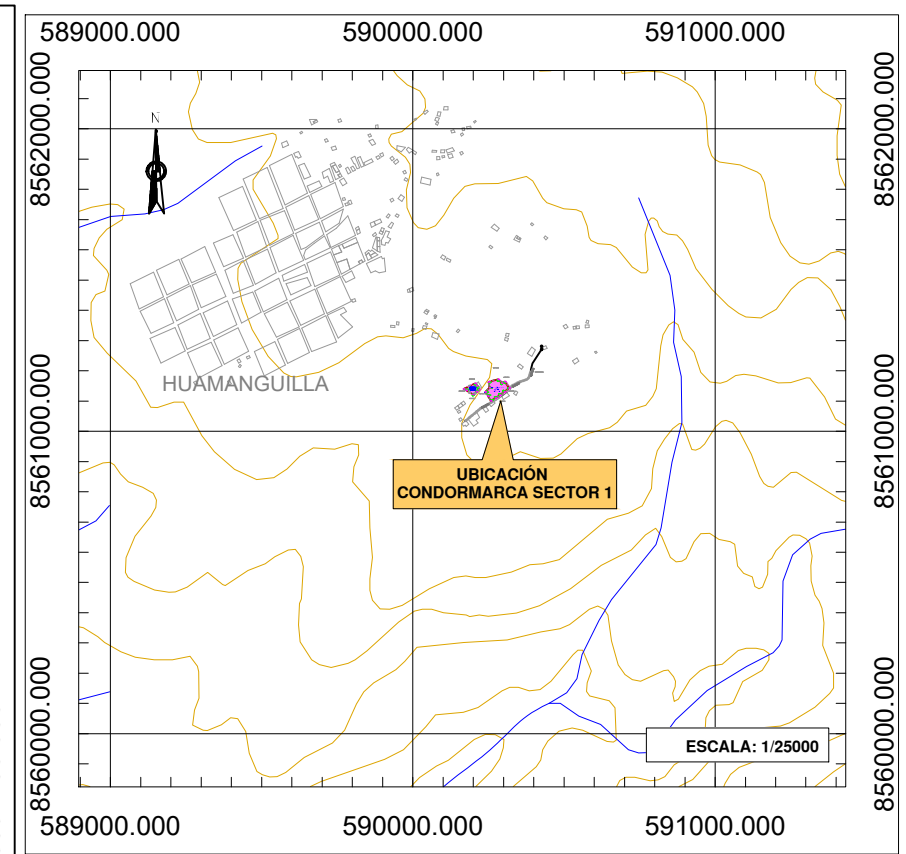 589000.000 590000.000 591000.000
8562000.000 8562000.000
N
8561000.000 8561000.000
HUAMANGUILLA
UBICACIÓN
CONDORMARCA SECTOR 1
8560000.000 8560000.000
ESCALA: 1/25000
589000.000 590000.000 591000.000